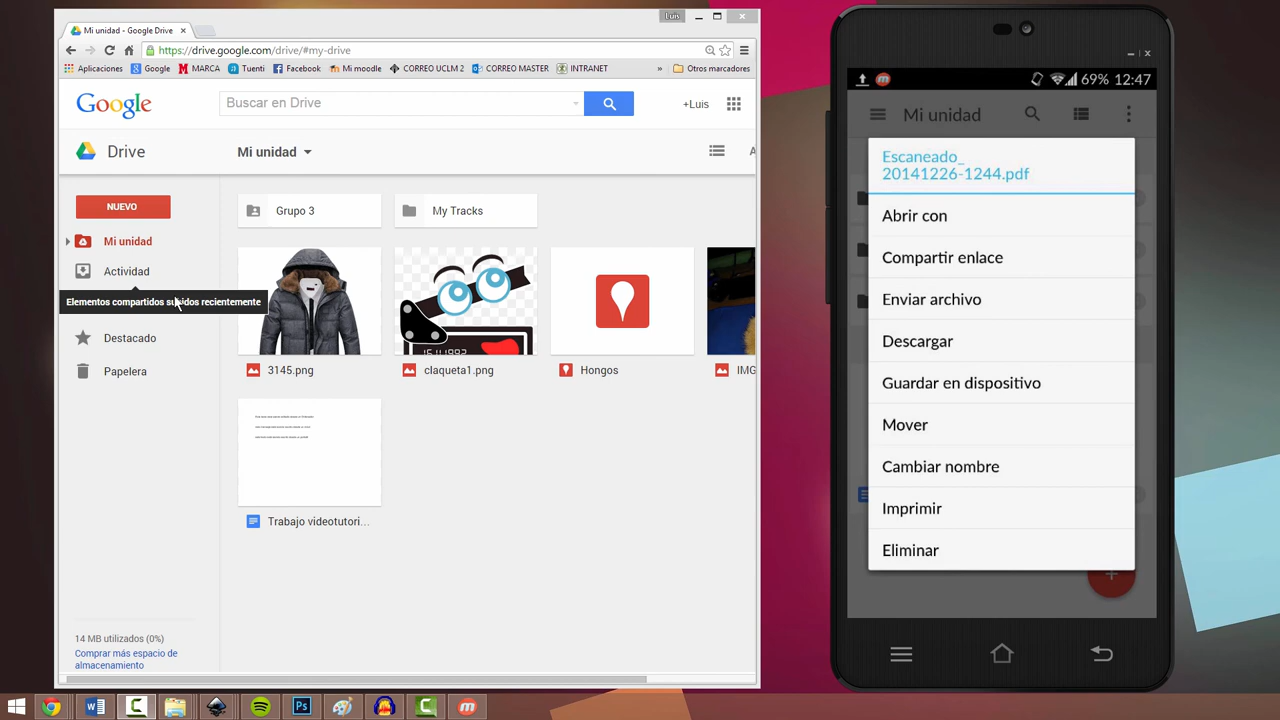 Luis
Mi unidad - Google Drive
https://drive.google.com/drive/#my-drive
Aplicaciones
Google
MARCA
Tuenti
Facebook
Mi moodle
CORREO UCLM 2
CORREO MASTER
INTRANET
»
Otros marcadores
Google
Buscar en Drive
+Luis
Drive
Mi unidad
NUEVO
Mi unidad
Actividad
Elementos compartidos subidos recientemente
Destacado
Papelera
Grupo 3
My Tracks
3145.png
claqueta1.png
Hongos
IMG
Trabajo videotutori...
14 MB utilizados (0%)
Comprar más espacio de
almacenamiento
69% 12:47
Mi unidad
Escaneado_
20141226-1244.pdf
Abrir con
Compartir enlace
Enviar archivo
Descargar
Guardar en dispositivo
Mover
Cambiar nombre
Imprimir
Eliminar